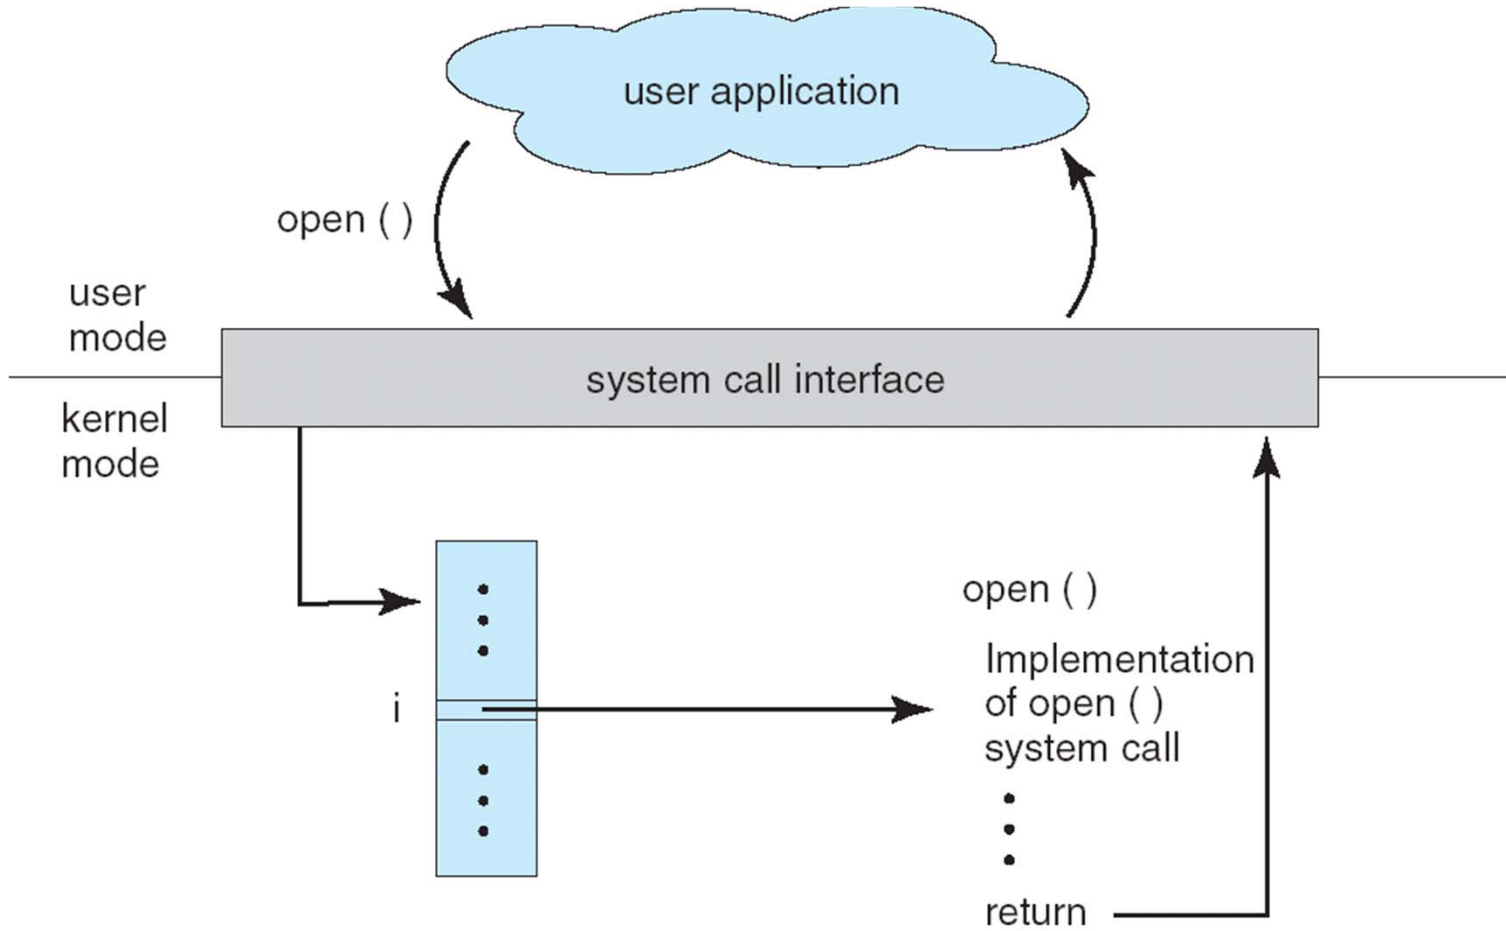 user application
open ( )
user
mode
system call interface
kernel
mode
open ( )
Implementation
of open ( )
system call
i
return